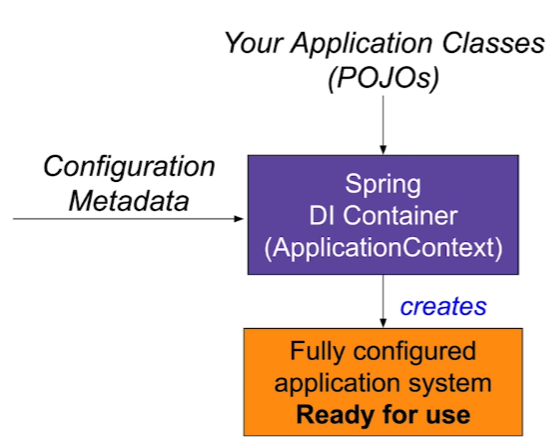 Your Application Classes
(POJOs)
Configuration
Metadata
Spring
DI Container
(ApplicationContext)
creates
Fully configured
application system
Ready for use